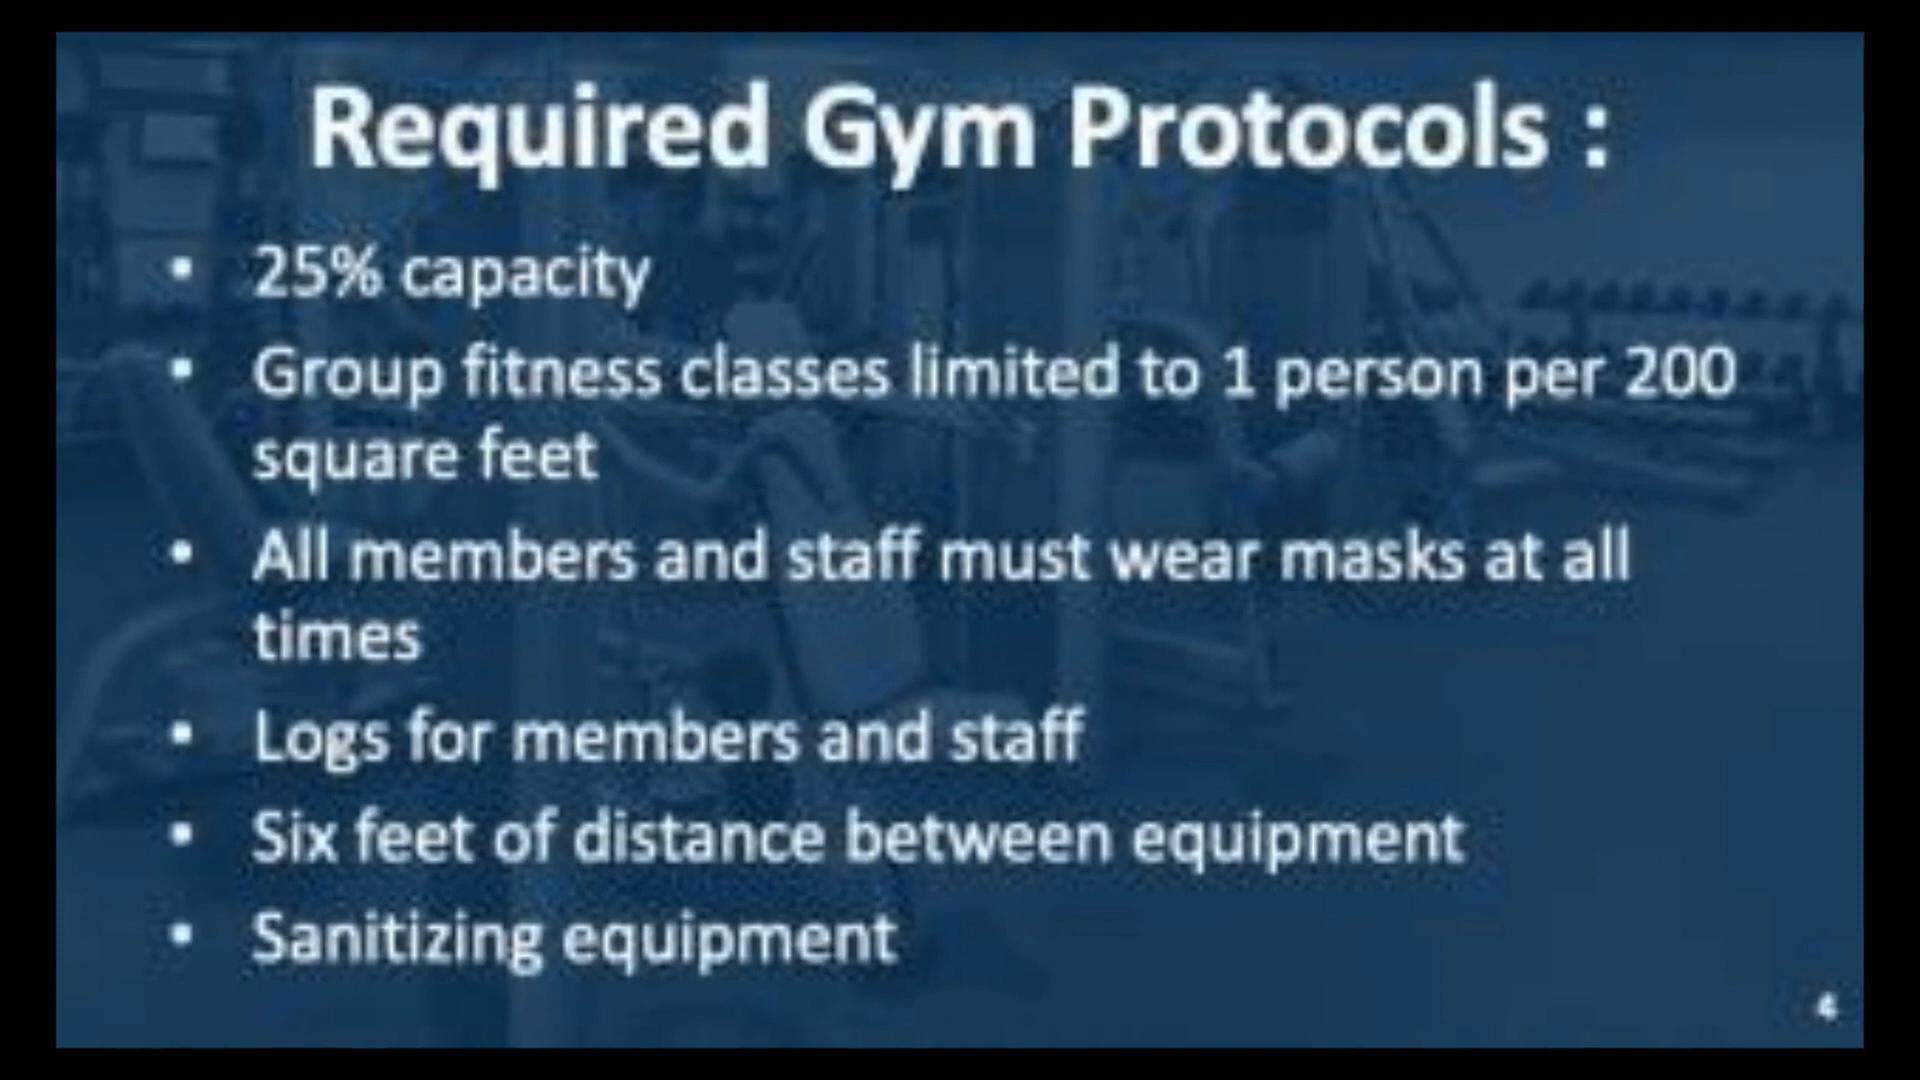 Required Gym Protocols :
• 25% capacity
• Group fitness classes limited to 1 person per 200
square feet
• All members and staff must wear masks at all
times
• Logs for members and staff
• Six feet of distance between equipment
• Sanitizing equipment
4